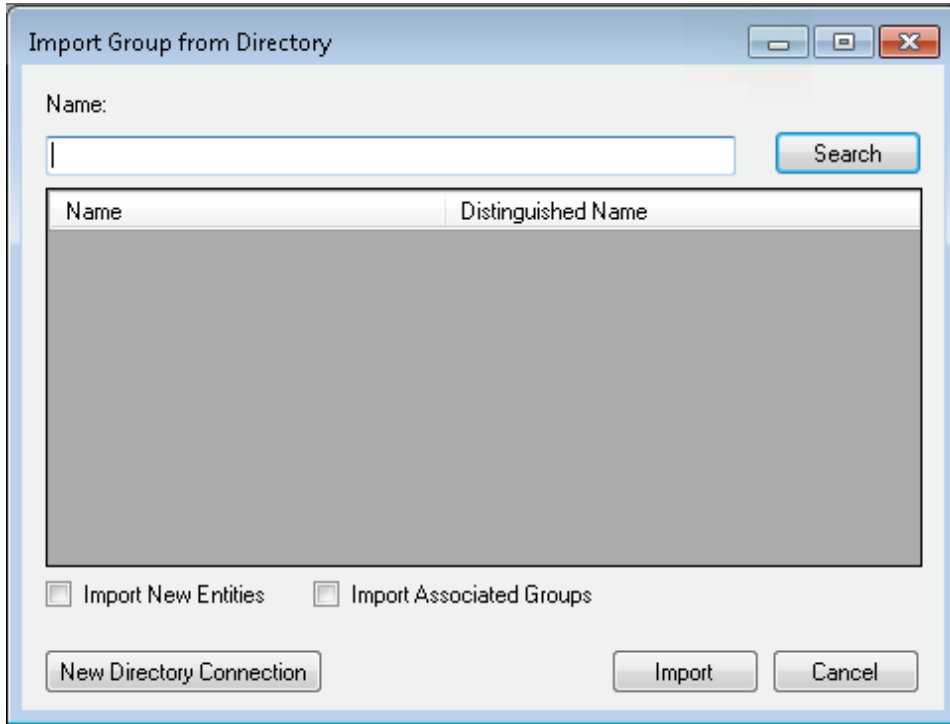 Import Group from Directory
Name:
Search
Name Distinguished Name
Import New Entities Import Associated Groups
New Directory Connection Import Cancel